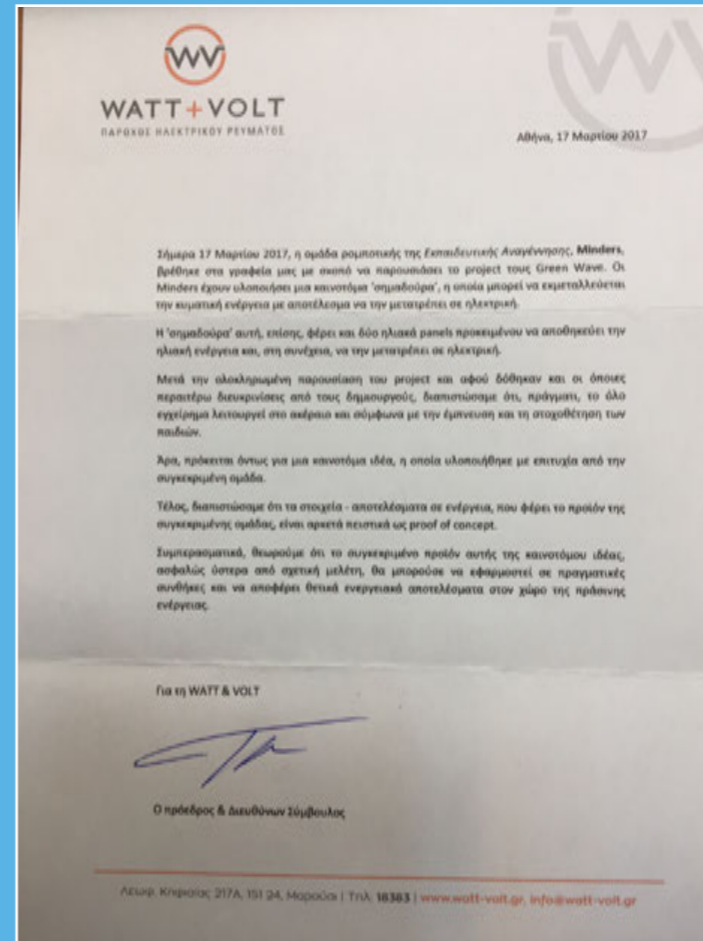 WV
WV
WATT+VOLT
ΠΑΡΟΧΟΣ ΗΛΕΚΤΡΙΚΟΥ ΡΕΥΜΑΤΟΣ
Αθήνα, 17 Μαρτίου 2017
Σήμερα 17 Μαρτίου 2017, η ομάδα ρομποτικής της Εκπαιδευτικής Αναγέννησης, Minders,
βρέθηκε στα γραφεία μας με σκοπό να παρουσιάσει το project τους Green Wave. Οι
Minders έχουν υλοποιήσει μια καινοτόμα 'σημαδούρα', η οποία μπορεί να εκμεταλλεύεται
την κυματική ενέργεια με αποτέλεσμα να την μετατρέπει σε ηλεκτρική.
Η 'σημαδούρα' αυτή, επίσης, φέρει και δύο ηλιακά panels προκειμένου να αποθηκεύει την
ηλιακή ενέργεια και, στη συνέχεια, να την μετατρέπει σε ηλεκτρική.
Μετά την ολοκληρωμένη παρουσίαση του project και αφού δόθηκαν και οι όποιες
περαιτέρω διευκρινίσεις από τους δημιουργούς, διαπιστώσαμε ότι, πράγματι, το όλο
εγχείρημα λειτουργεί στο ακέραιο και σύμφωνα με την έμπνευση και τη στοχοθέτηση των
παιδιών.
Άρα, πρόκειται όντως για μια καινοτόμα ιδέα, η οποία υλοποιήθηκε με επιτυχία από την
συγκεκριμένη ομάδα.
Τέλος, διαπιστώσαμε ότι τα στοιχεία - αποτελέσματα σε ενέργεια, που φέρει το προϊόν της
συγκεκριμένης ομάδας, είναι αρκετά πειστικά ως proof of concept.
Συμπερασματικά, θεωρούμε ότι το συγκεκριμένο προϊόν αυτής της καινοτόμου ιδέας,
ασφαλώς ύστερα από σχετική μελέτη, θα μπορούσε να εφαρμοστεί σε πραγματικές
συνθήκες και να αποφέρει θετικά ενεργειακά αποτελέσματα στον χώρο της πράσινης
ενέργειας.
Για τη WATT & VOLT
Ο πρόεδρος & Διευθύνων Σύμβουλος
Λεωφ. Κηφισίας 217Α, 151 24, Μαρούσι | Τηλ. 18383 | www.watt-volt.gr, info@watt-volt.gr